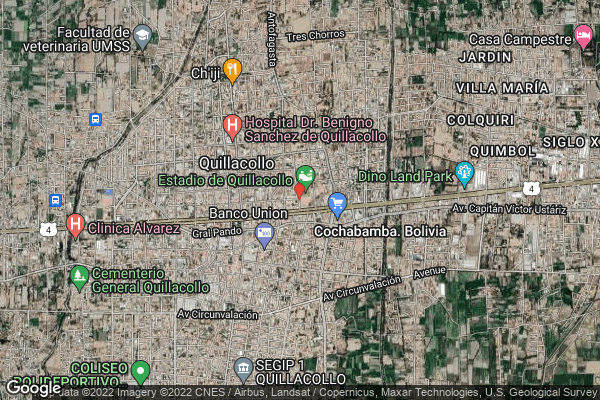 Facultad de
veterinaria UMSS
Antofagasta
Tres Chorros
Casa Campestre
JARDIN
Ch'iji
VILLA MARÍA
COLQUIRI
Hospital Dr. Benigno
Sanchez de Quillacollo
SIGLO X
QUIMBOL
Quillacollo
Estadio de Quillacollo
Dino Land Park
4
Banco Union
Av. Capitán Víctor Ustáriz
Clinica Alvarez
4
Gral Pando
Cochabamba. Bolivia
Cementerio
General Quillacollo
Av Circunvalación
Avenue
Av Circunvalación
COLISEO
POLIDEPORTIVO
SEGIP 1
QUILLACOLLO
Google
data ©2022 Imagery ©2022 CNES / Airbus, Landsat / Copernicus, Maxar Technologies, U.S. Geological Survey